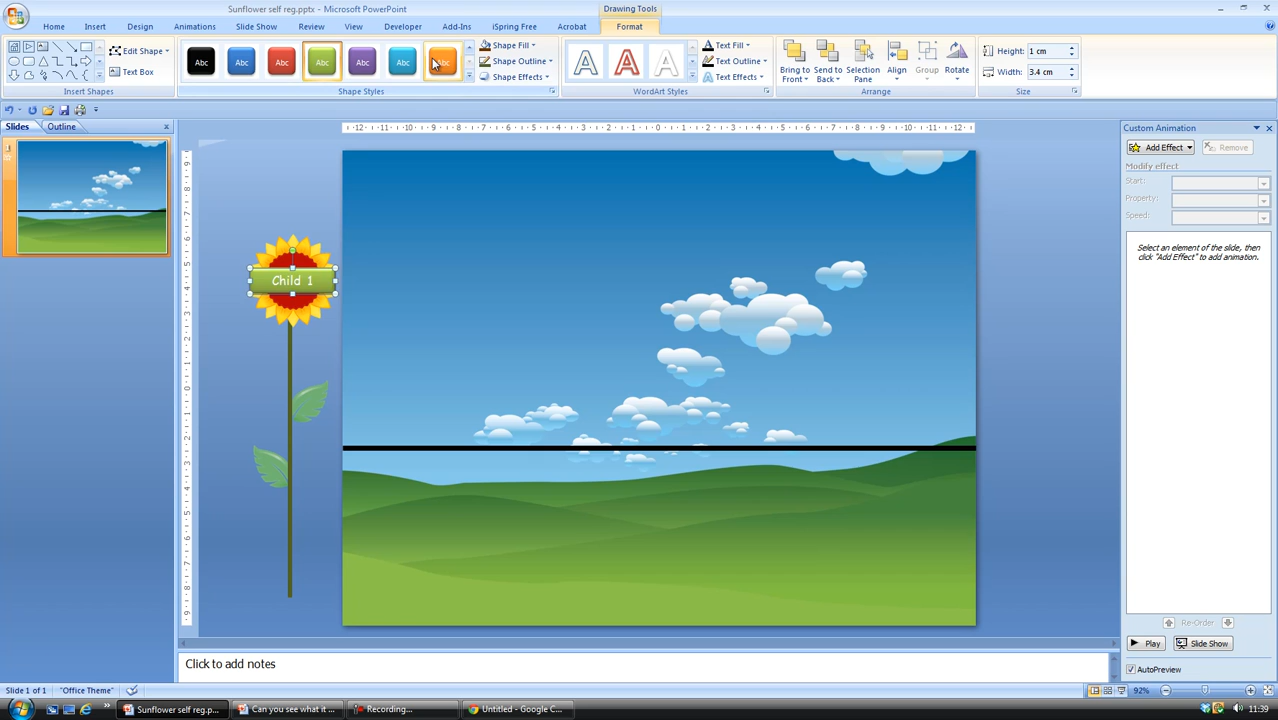 Sunflower self reg.pptx - Microsoft PowerPoint
Drawing Tools
Home Insert Design Animations Slide Show Review View Developer Add-Ins iSpring Free Acrobat Format
Edit Shape
Text Box
Insert Shapes
Abc Abc Abc Abc Abc Abc Abc
Shape Fill
Shape Outline
Shape Effects
Shape Styles
A A A
Text Fill
Text Outline
Text Effects
WordArt Styles
Bring to Front
Send to Back
Selection Pane
Align
Group
Rotate
Arrange
Height: 1 cm
Width: 3.4 cm
Size
Slides Outline
1
Child 1
Custom Animation
Add Effect
Remove
Modify effect
Start:
Property:
Speed:
Select an element of the slide, then
click "Add Effect" to add animation.
Re-Order
Play
Slide Show
AutoPreview
Click to add notes
Slide 1 of 1 "Office Theme" 92%
Sunflower self reg.p... Can you see what it ... Recording... Untitled - Google C... 11:39